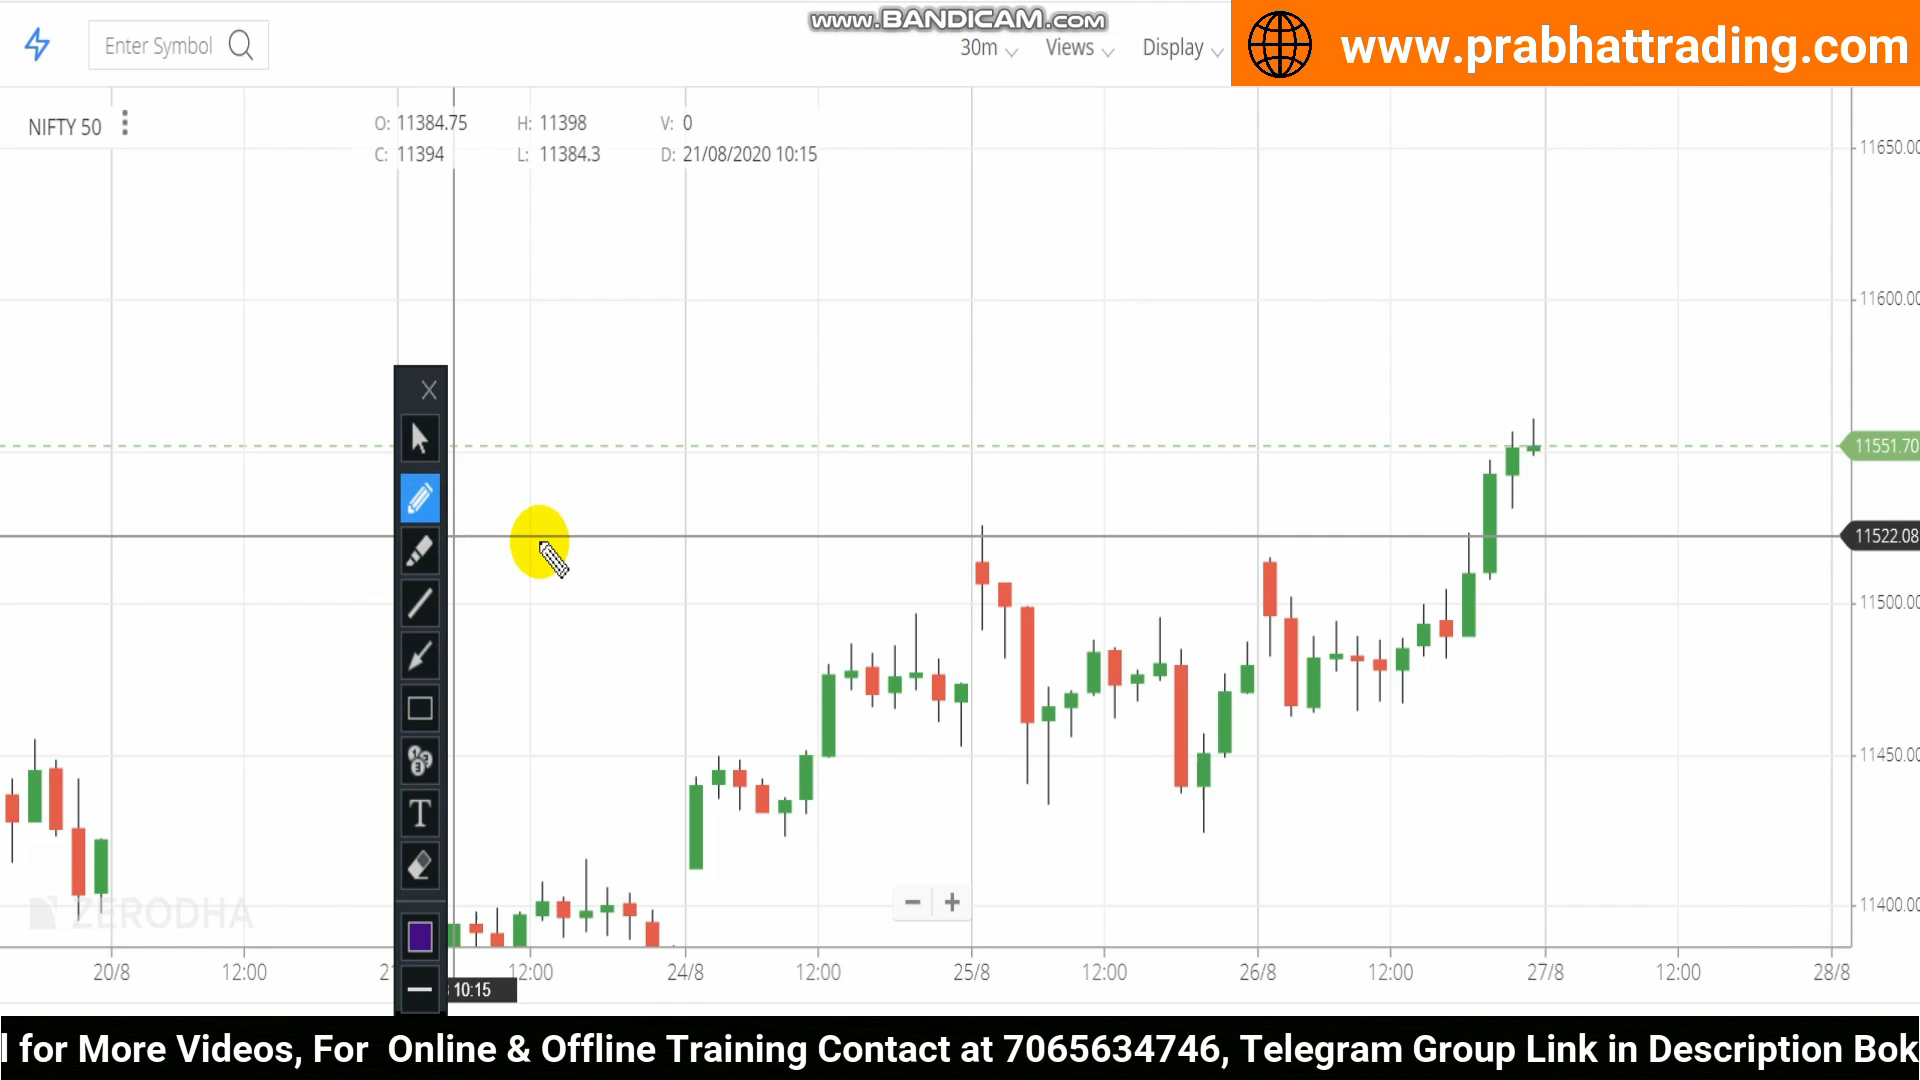 www.BANDICAM.com
www.prabhattrading.com
Enter Symbol
30m Views Display
NIFTY 50
O: 11384.75 H: 11398 V: 0
C: 11394 L: 11384.3 D: 21/08/2020 10:15
11650.00
11600.00
11551.70
11522.08
11500.00
11450.00
11400.00
X
T
ZERODHA
− +
20/8 12:00 2 12:00 24/8 12:00 25/8 12:00 26/8 12:00 27/8 12:00 28/8
10:15
l for More Videos, For Online & Offline Training Contact at 7065634746, Telegram Group Link in Description Bok